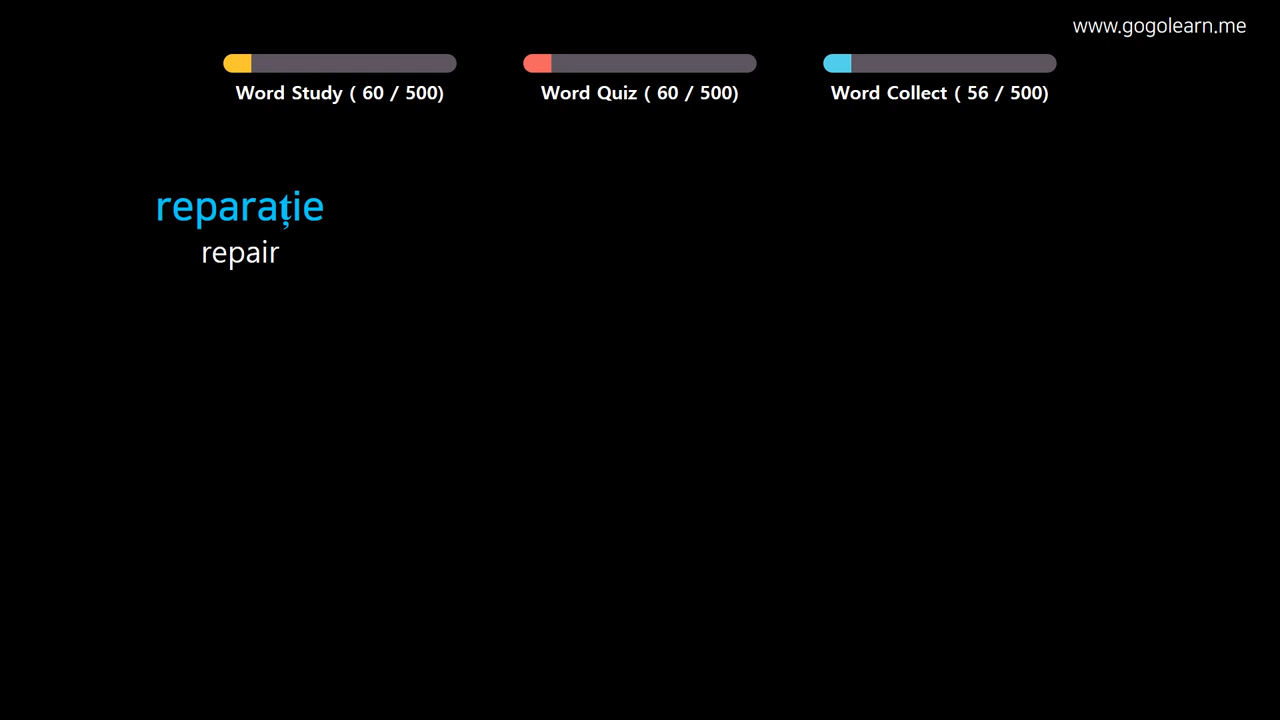 www.gogolearn.me
Word Study ( 60 / 500)
Word Quiz ( 60 / 500)
Word Collect ( 56 / 500)
reparație
repair